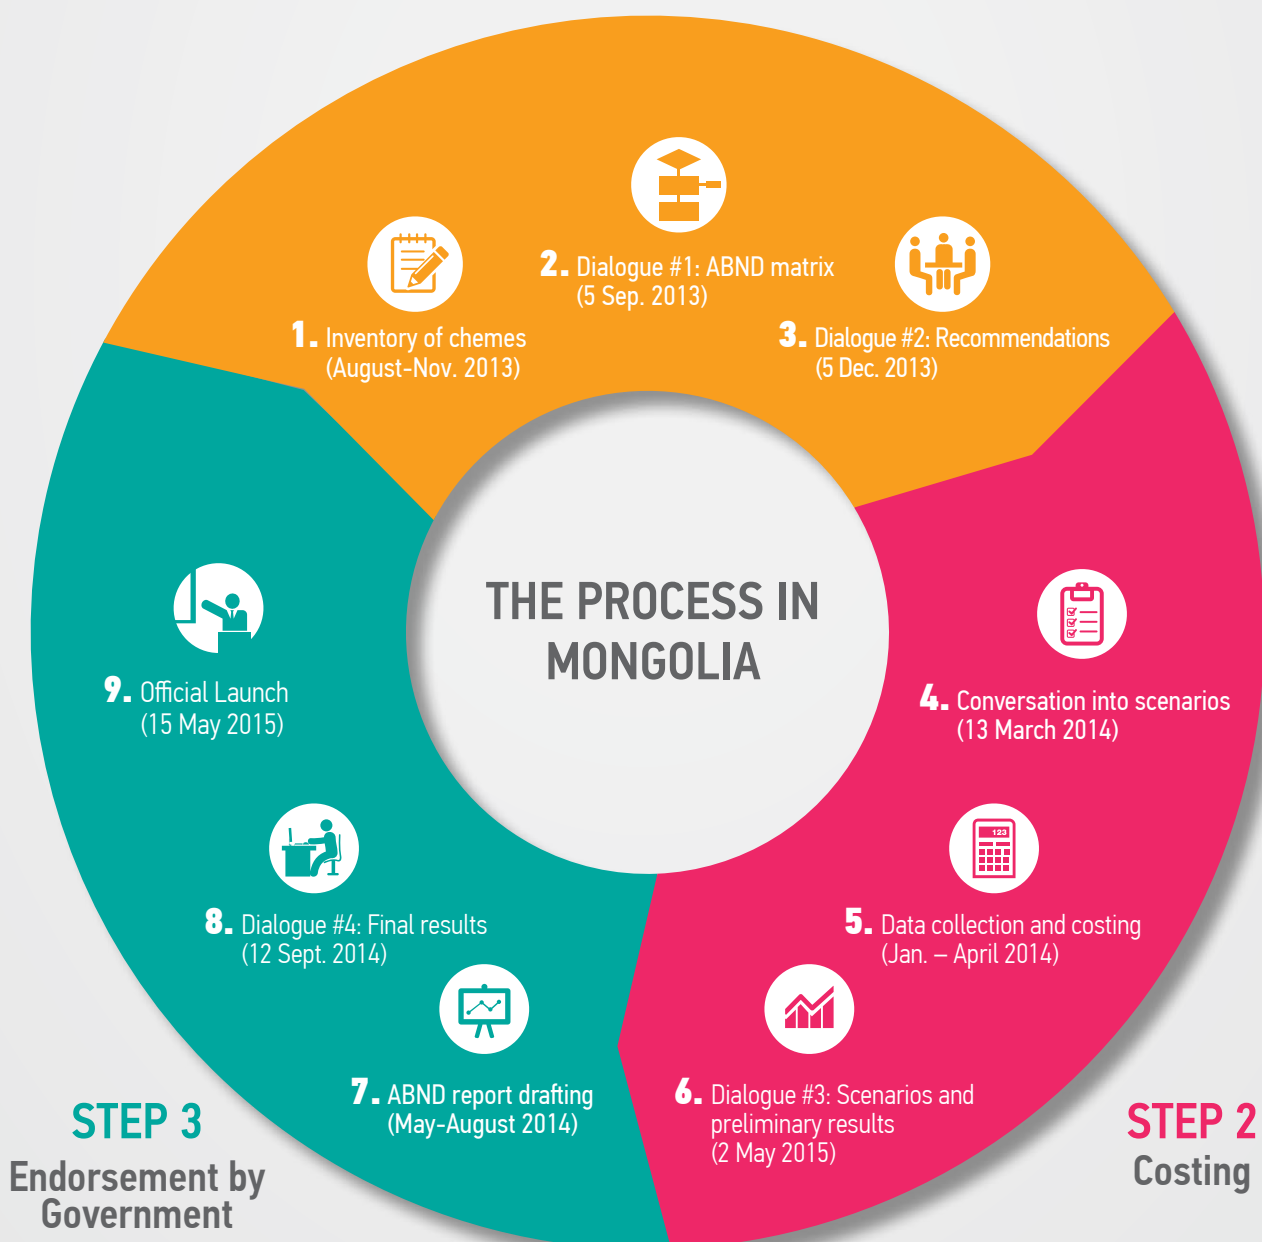 THE PROCESS IN
MONGOLIA
1. Inventory of chemes
(August-Nov. 2013)
2. Dialogue #1: ABND matrix
(5 Sep. 2013)
3. Dialogue #2: Recommendations
(5 Dec. 2013)
4. Conversation into scenarios
(13 March 2014)
123
5. Data collection and costing
(Jan. – April 2014)
6. Dialogue #3: Scenarios and
preliminary results
(2 May 2015)
7. ABND report drafting
(May-August 2014)
8. Dialogue #4: Final results
(12 Sept. 2014)
9. Official Launch
(15 May 2015)
STEP 2
Costing
STEP 3
Endorsement by
Government